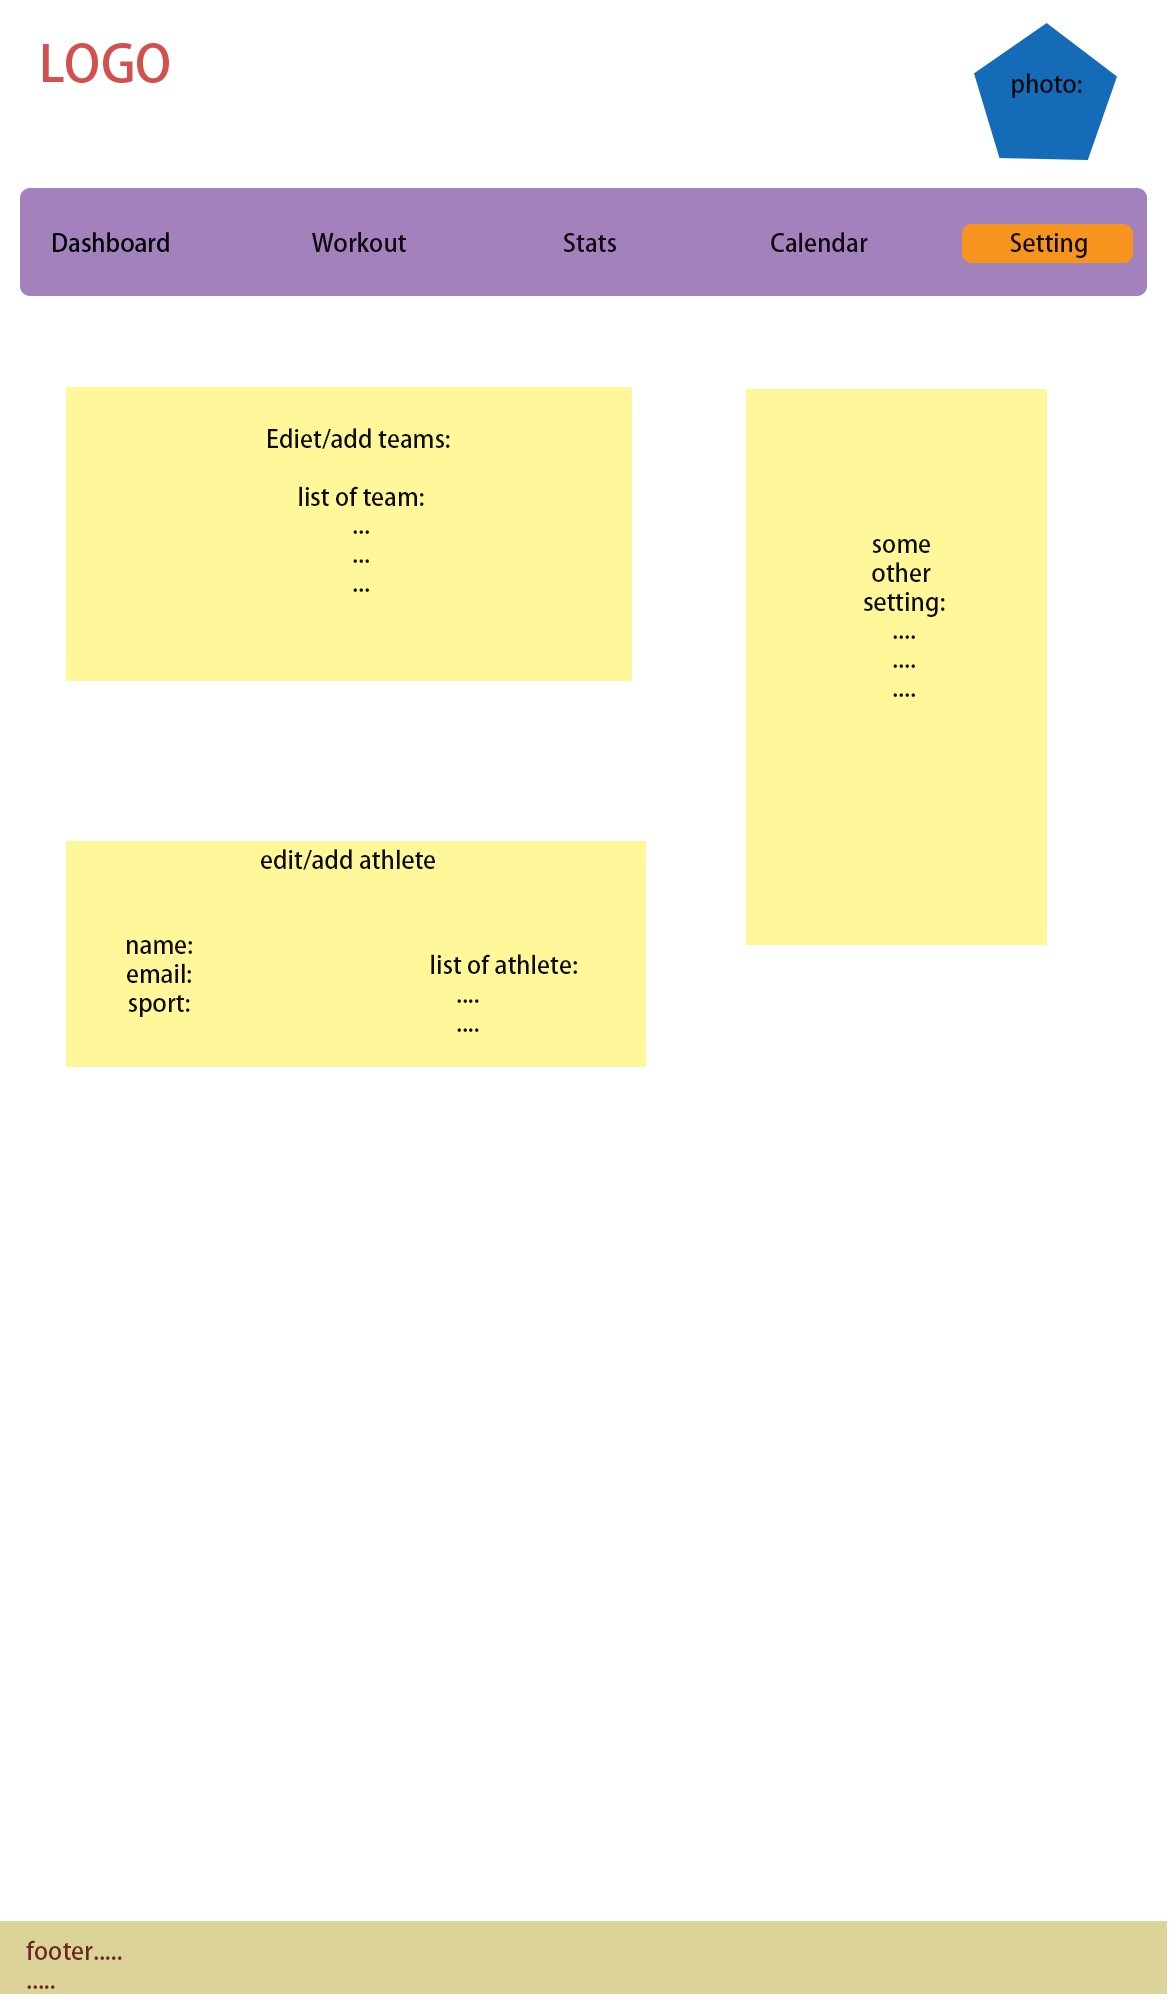 LOGO
photo:
Dashboard
Workout
Stats
Calendar
Setting
Ediet/add teams:
list of team:
...
...
...
some
other
setting:
....
....
....
edit/add athlete
name:
email:
sport:
list of athlete:
....
....
footer.....
.....